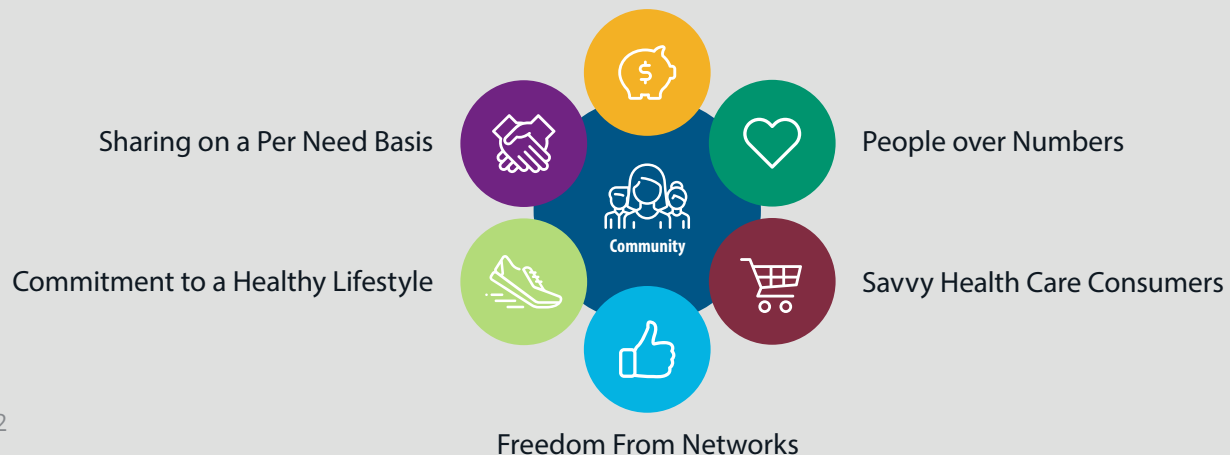 $
Sharing on a Per Need Basis
People over Numbers
Community
Commitment to a Healthy Lifestyle
Savvy Health Care Consumers
2
Freedom From Networks